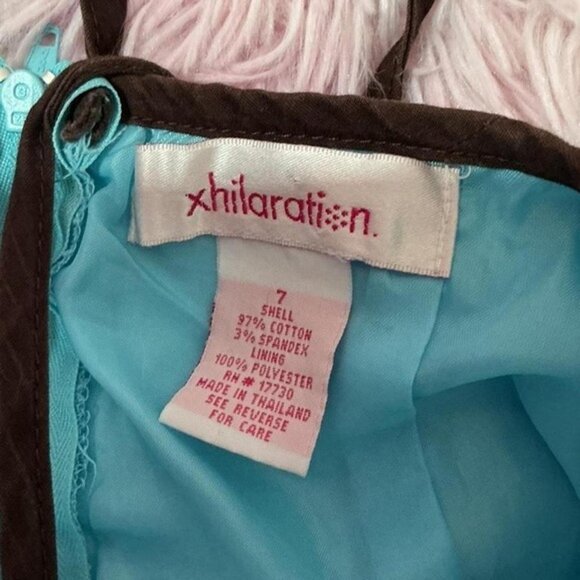 xhilaration.
7
SHELL
97% COTTON
3% SPANDEX
LINING
100% POLYESTER
RN# 17730
MADE IN THAILAND
SEE REVERSE
FOR CARE